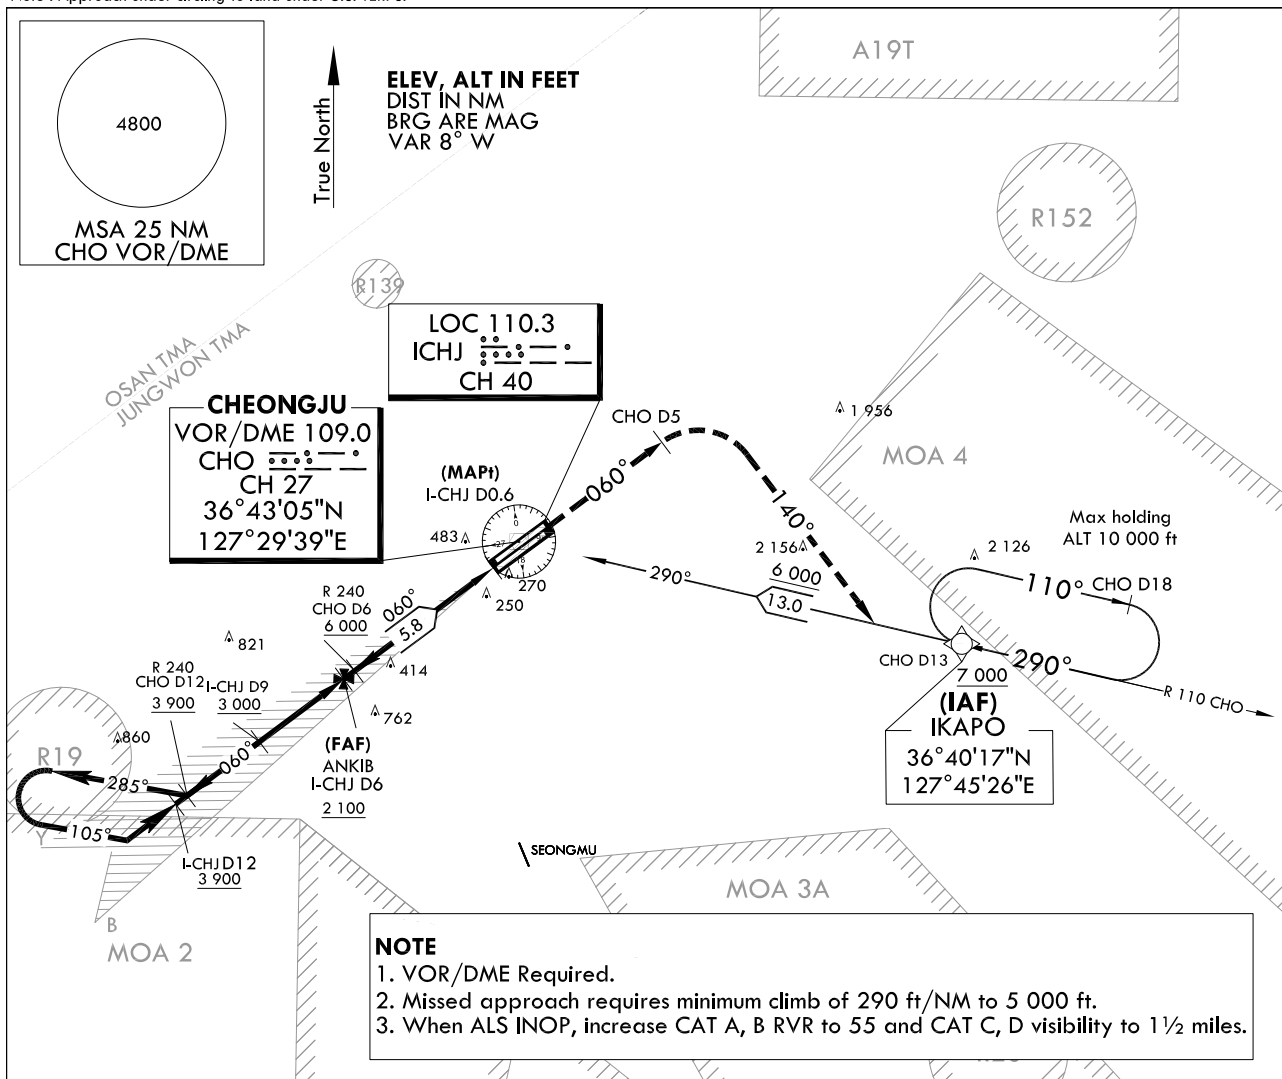 A19T
4800
MSA 25 NM
CHO VOR/DME
True North
ELEV, ALT IN FEET
DIST IN NM
BRG ARE MAG
VAR 8° W
R152
R139
OSAN TMA
JUNGWON TMA
LOC 110.3
ICHJ
CH 40
CHEONGJU
VOR/DME 109.0
CHO
CH 27
36°43'05"N
127°29'39"E
CHO D5
1 956
MOA 4
(MAPt)
I-CHJ D0.6
060°
140°
483
270
250
2 156
6 000
13.0
290°
Max holding
ALT 10 000 ft
2 126
110°
CHO D18
R 240
CHO D6
6 000
060°
5.8
821
414
762
CHO D13
7 000
290°
R 110 CHO
(IAF)
IKAPO
36°40'17"N
127°45'26"E
R 240
CHO D12
3 900
I-CHJ D9
3 000
(FAF)
ANKIB
I-CHJ D6
2 100
860
R19
060°
285°
105°
Y
I-CHJ D12
3 900
B
MOA 2
SEONGMU
MOA 3A
NOTE
1. VOR/DME Required.
2. Missed approach requires minimum climb of 290 ft/NM to 5 000 ft.
3. When ALS INOP, increase CAT A, B RVR to 55 and CAT C, D visibility to 1½ miles.